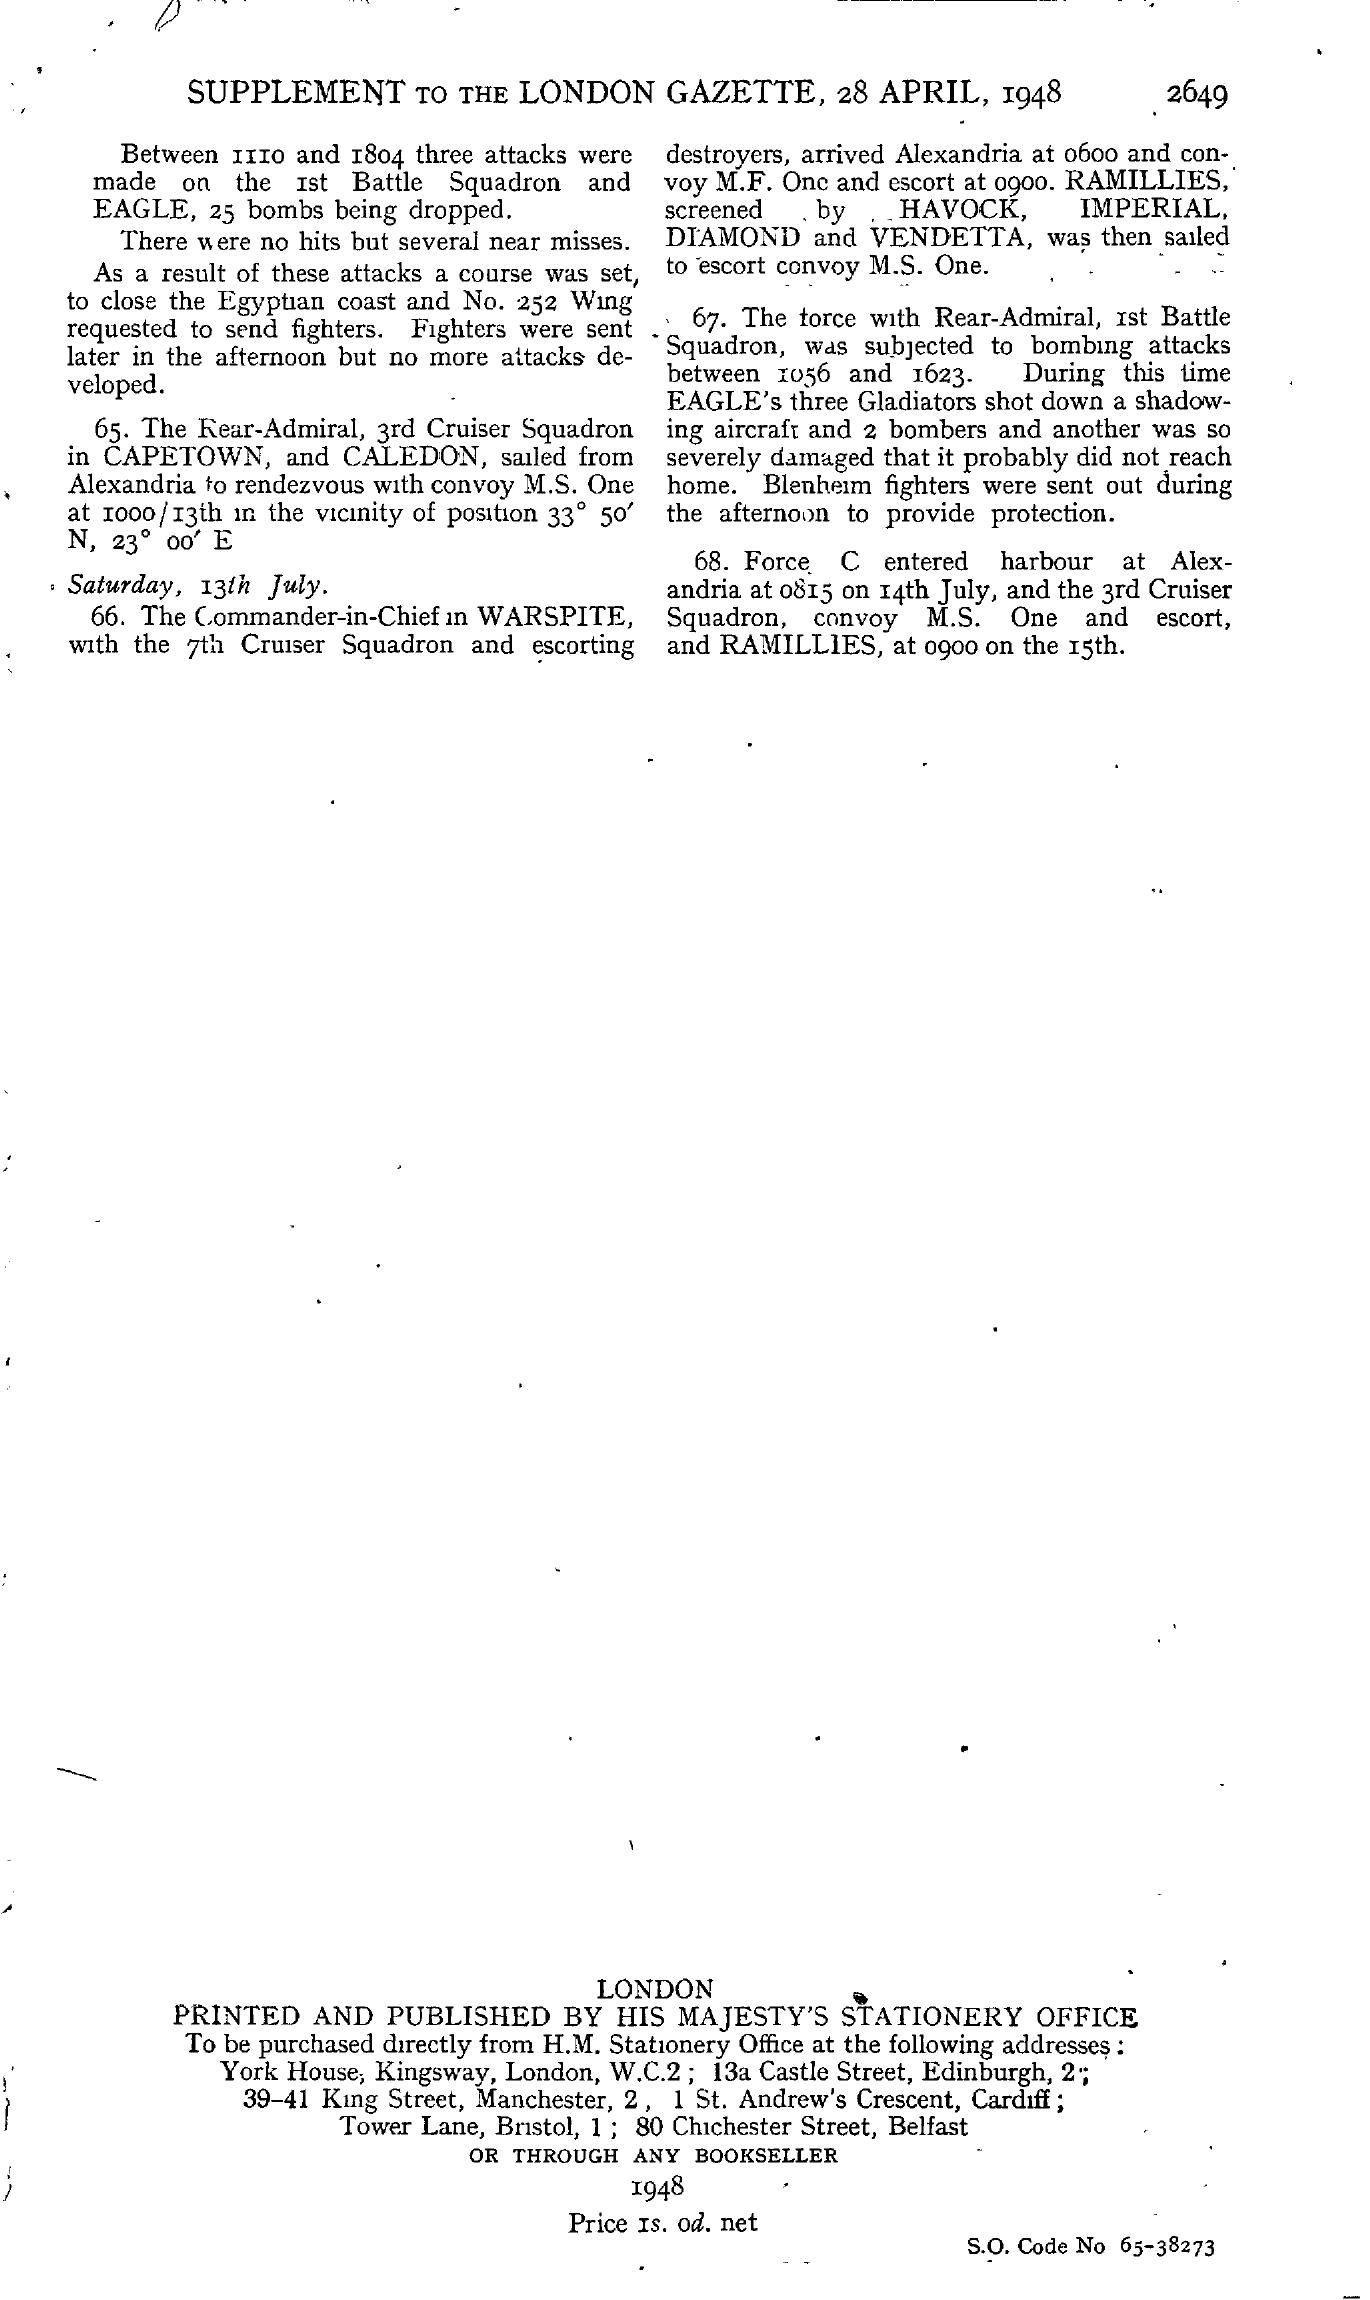 SUPPLEMENT TO THE LONDON GAZETTE, 28 APRIL, 1948 2649
Between 1110 and 1804 three attacks were
made on the 1st Battle Squadron and
EAGLE, 25 bombs being dropped.
There were no hits but several near misses.
As a result of these attacks a course was set,
to close the Egyptian coast and No. 252 Wing
requested to send fighters. Fighters were sent
later in the afternoon but no more attacks de-
veloped.
65. The Rear-Admiral, 3rd Cruiser Squadron
in CAPETOWN, and CALEDON, sailed from
Alexandria to rendezvous with convoy M.S. One
at 1000/13th in the vicinity of position 33° 50′
N, 23° 00′ E
Saturday, 13th July.
66. The Commander-in-Chief in WARSPITE,
with the 7th Cruiser Squadron and escorting
destroyers, arrived Alexandria at 0600 and con-
voy M.F. One and escort at 0900. RAMILLIES,
screened by HAVOCK, IMPERIAL,
DIAMOND and VENDETTA, was then sailed
to escort convoy M.S. One.
67. The force with Rear-Admiral, 1st Battle
Squadron, was subjected to bombing attacks
between 1056 and 1623. During this time
EAGLE's three Gladiators shot down a shadow-
ing aircraft and 2 bombers and another was so
severely damaged that it probably did not reach
home. Blenheim fighters were sent out during
the afternoon to provide protection.
68. Force C entered harbour at Alex-
andria at 0815 on 14th July, and the 3rd Cruiser
Squadron, convoy M.S. One and escort,
and RAMILLIES, at 0900 on the 15th.
LONDON
PRINTED AND PUBLISHED BY HIS MAJESTY'S STATIONERY OFFICE
To be purchased directly from H.M. Stationery Office at the following addresses:
York House, Kingsway, London, W.C.2; 13a Castle Street, Edinburgh, 2;
39-41 King Street, Manchester, 2, 1 St. Andrew's Crescent, Cardiff;
Tower Lane, Bristol, 1; 80 Chichester Street, Belfast
OR THROUGH ANY BOOKSELLER
1948
Price 1s. 0d. net
S.O. Code No 65-38273